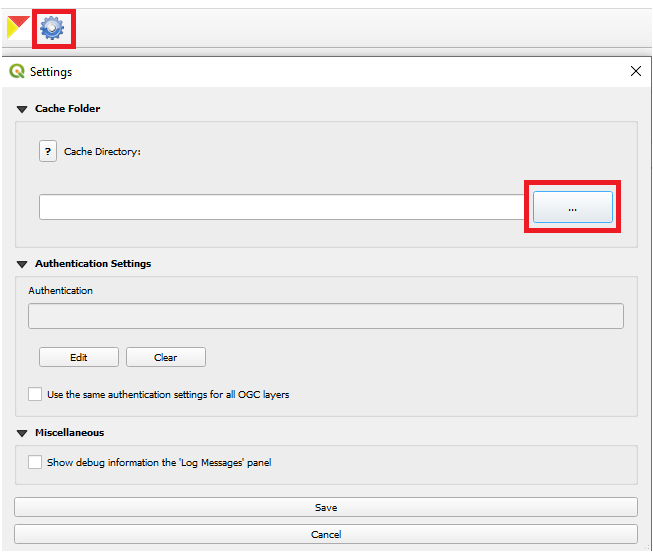 Settings
Cache Folder
? Cache Directory:
...
Authentication Settings
Authentication
Edit Clear
Use the same authentication settings for all OGC layers
Miscellaneous
Show debug information the 'Log Messages' panel
Save
Cancel